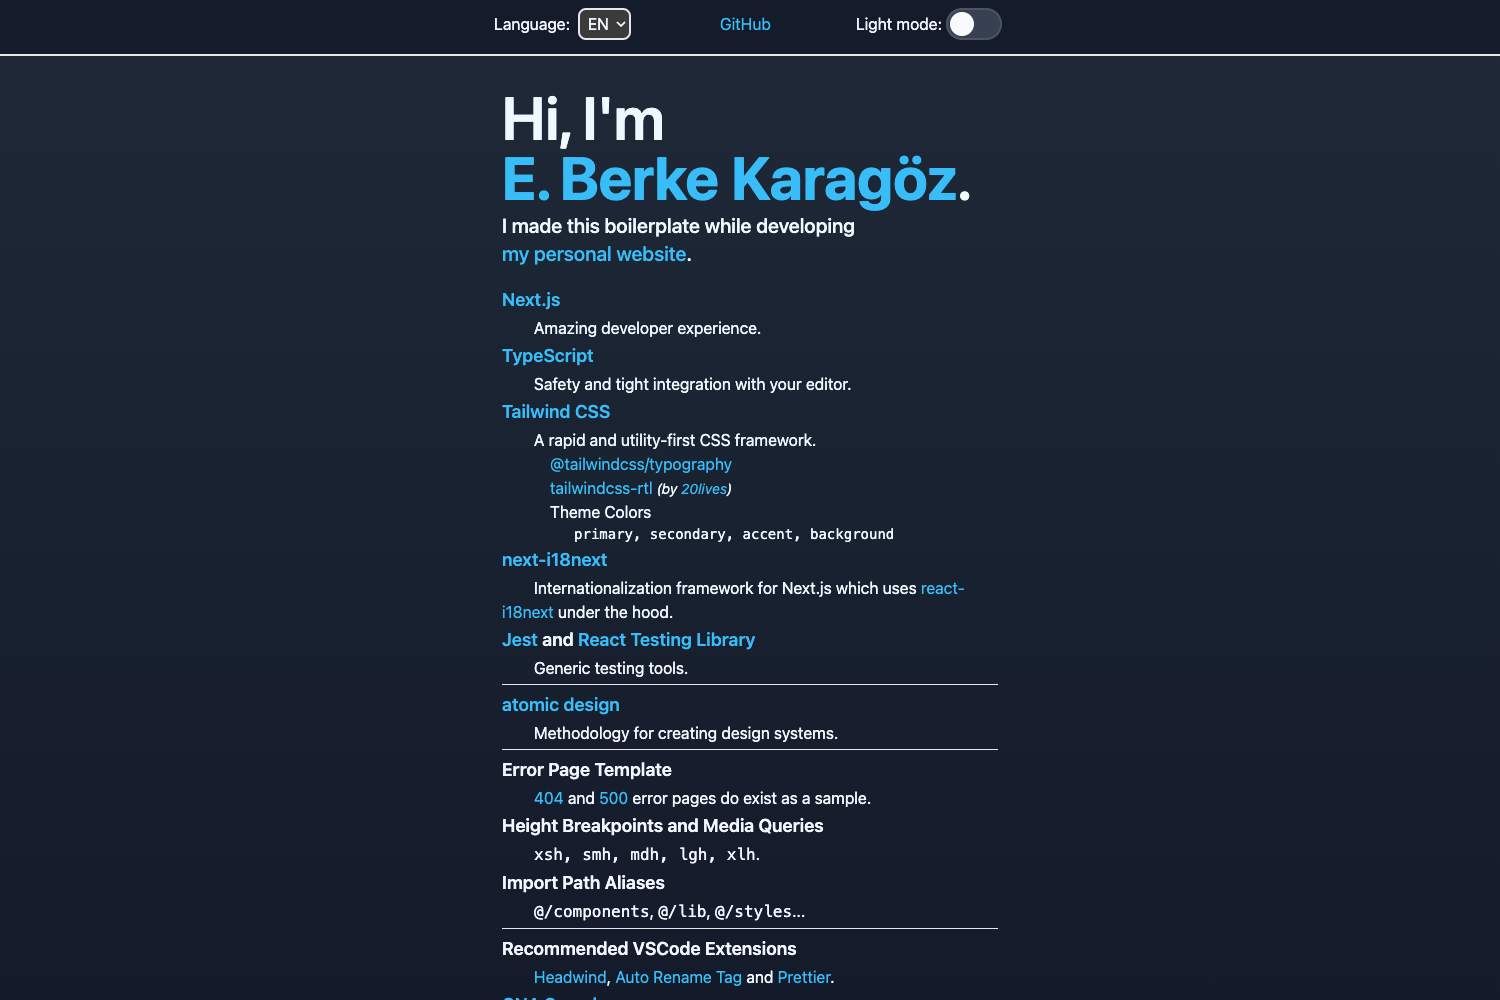 Language: EN GitHub Light mode:
Hi, I'm
E. Berke Karagöz.
I made this boilerplate while developing
my personal website.
Next.js
Amazing developer experience.
TypeScript
Safety and tight integration with your editor.
Tailwind CSS
A rapid and utility-first CSS framework.
@tailwindcss/typography
tailwindcss-rtl (by 20lives)
Theme Colors
primary, secondary, accent, background
next-i18next
Internationalization framework for Next.js which uses react-
i18next under the hood.
Jest and React Testing Library
Generic testing tools.
atomic design
Methodology for creating design systems.
Error Page Template
404 and 500 error pages do exist as a sample.
Height Breakpoints and Media Queries
xsh, smh, mdh, lgh, xlh.
Import Path Aliases
@/components, @/lib, @/styles...
Recommended VSCode Extensions
Headwind, Auto Rename Tag and Prettier.